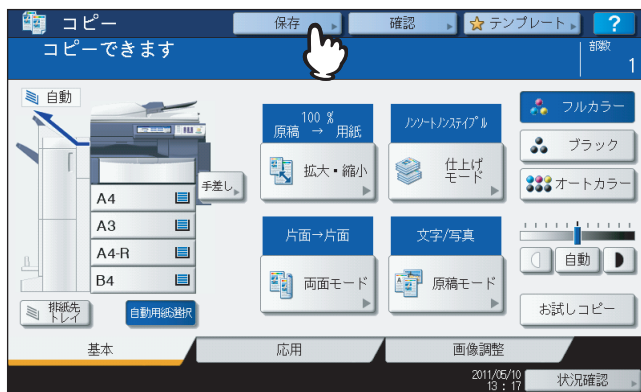 コピー
保存
確認
テンプレート
?
コピーできます
部数
1
自動
100 %
原稿 → 用紙
拡大・縮小
ノンソートノンステイプル
仕上げ
モード
フルカラー
ブラック
オートカラー
手差し
A4
A3
A4-R
B4
片面→片面
両面モード
文字/写真
原稿モード
自動
排紙先
トレイ
自動用紙選択
お試しコピー
基本
応用
画像調整
2011/05/10
13 : 17
状況確認